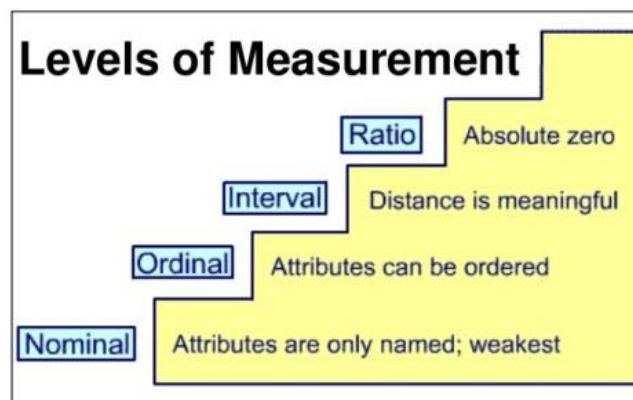 Levels of Measurement
Ratio
Absolute zero
Interval
Distance is meaningful
Ordinal
Attributes can be ordered
Nominal
Attributes are only named; weakest